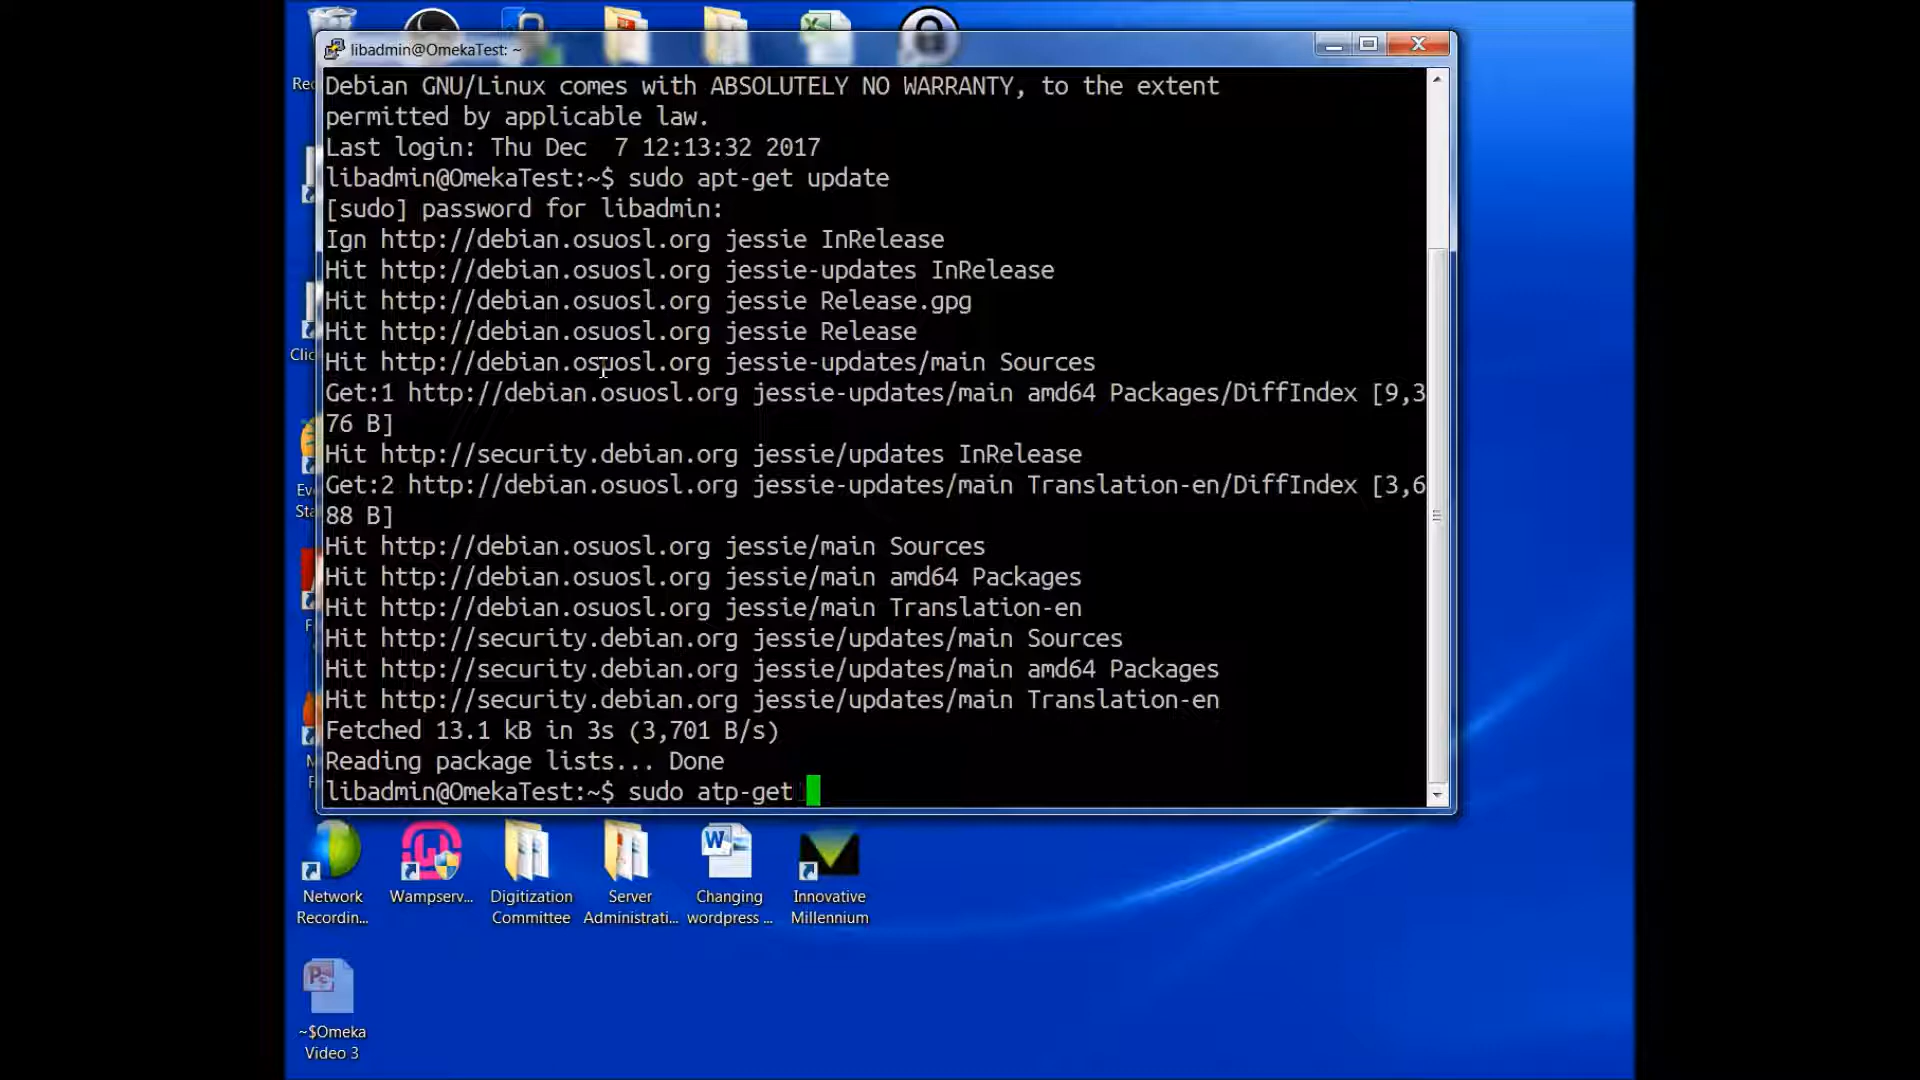 libadmin@OmekaTest: ~
Debian GNU/Linux comes with ABSOLUTELY NO WARRANTY, to the extent
permitted by applicable law.
Last login: Thu Dec  7 12:13:32 2017
libadmin@OmekaTest:~$ sudo apt-get update
[sudo] password for libadmin:
Ign http://debian.osuosl.org jessie InRelease
Hit http://debian.osuosl.org jessie-updates InRelease
Hit http://debian.osuosl.org jessie Release.gpg
Hit http://debian.osuosl.org jessie Release
Hit http://debian.osuosl.org jessie-updates/main Sources
Get:1 http://debian.osuosl.org jessie-updates/main amd64 Packages/DiffIndex [9,3
76 B]
Hit http://security.debian.org jessie/updates InRelease
Get:2 http://debian.osuosl.org jessie-updates/main Translation-en/DiffIndex [3,6
88 B]
Hit http://debian.osuosl.org jessie/main Sources
Hit http://debian.osuosl.org jessie/main amd64 Packages
Hit http://debian.osuosl.org jessie/main Translation-en
Hit http://security.debian.org jessie/updates/main Sources
Hit http://security.debian.org jessie/updates/main amd64 Packages
Hit http://security.debian.org jessie/updates/main Translation-en
Fetched 13.1 kB in 3s (3,701 B/s)
Reading package lists... Done
libadmin@OmekaTest:~$ sudo atp-get
Network
Recordin...
Wampserv...
Digitization
Committee
Server
Administrati...
Changing
wordpress ...
Innovative
Millennium
~$Omeka
Video 3